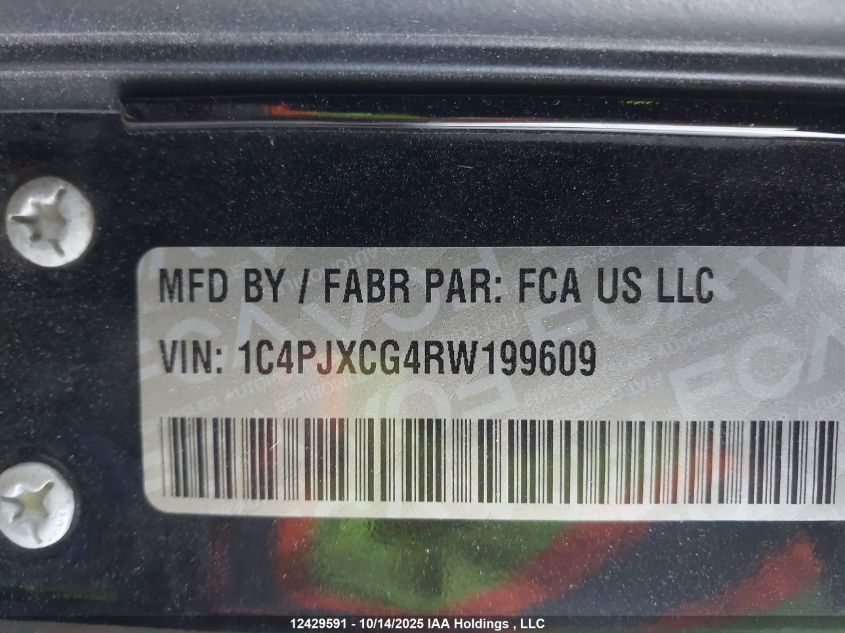 MFD BY / FABR PAR: FCA US LLC
VIN: 1C4PJXCG4RW199609
12429591 - 10/14/2025 IAA Holdings , LLC